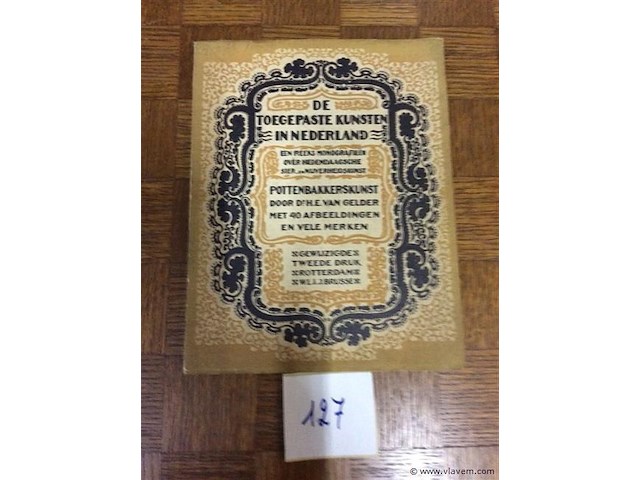 DE
TOEGEPASTE KUNSTEN
IN NEDERLAND
EEN REEKS MONOGRAFIEËN
OVER HEDENDAAGSCHE
SIER- EN NIJVERHEIDSKUNST
POTTENBAKKERSKUNST
DOOR Dr H.E. VAN GELDER
MET 40 AFBEELDINGEN
EN VELE MERKEN
GEWIJZIGDE
TWEEDE DRUK
ROTTERDAM
W.L.&J.BRUSSE
127
© www.vlavem.com